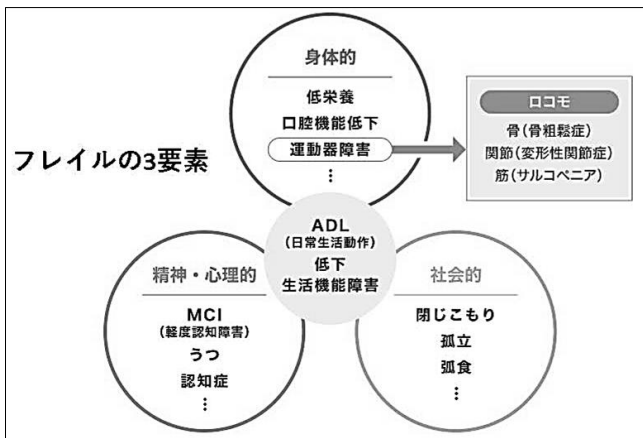 フレイルの3要素
身体的
低栄養
口腔機能低下
運動器障害
⋮
ロコモ
骨(骨粗鬆症)
関節(変形性関節症)
筋(サルコペニア)
ADL
(日常生活動作)
低下
生活機能障害
精神・心理的
MCI
(軽度認知障害)
うつ
認知症
⋮
社会的
閉じこもり
孤立
弧食
⋮